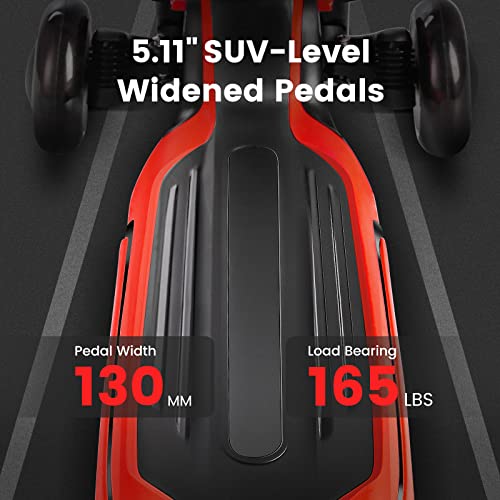 5.11" SUV-Level
Widened Pedals
Pedal Width
130 MM
Load Bearing
165 LBS